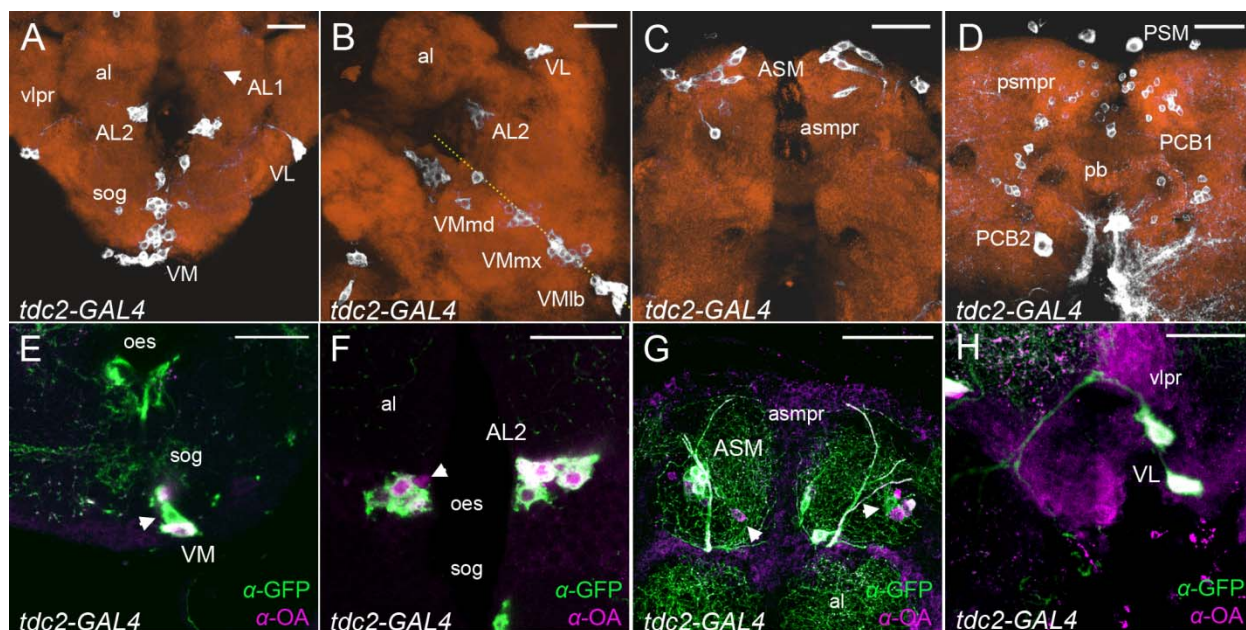 A
al
vlpr
AL1
AL2
VL
sog
VM
tdc2-GAL4
B
al
VL
AL2
VMmd
VMmx
VMlb
tdc2-GAL4
C
ASM
asmpr
tdc2-GAL4
D
PSM
psmpr
PCB1
pb
PCB2
tdc2-GAL4
E
oes
sog
VM
α-GFP
tdc2-GAL4 α-OA
F
al
AL2
oes
sog
α-GFP
tdc2-GAL4 α-OA
G
asmpr
ASM
al
α-GFP
tdc2-GAL4 α-OA
H
vlpr
VL
α-GFP
tdc2-GAL4 α-OA